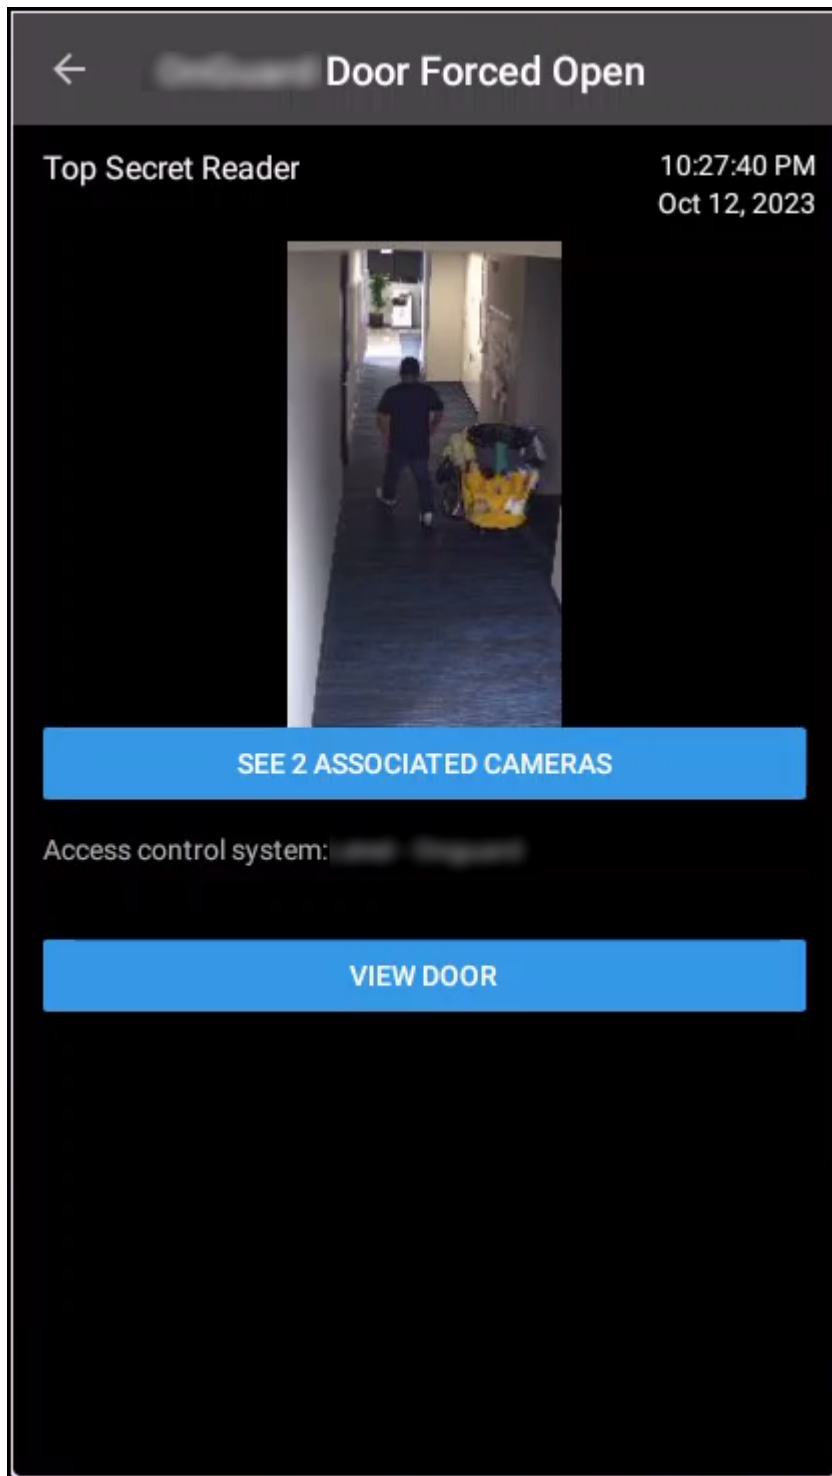 Door Forced Open
Top Secret Reader
10:27:40 PM
Oct 12, 2023
SEE 2 ASSOCIATED CAMERAS
Access control system:
VIEW DOOR